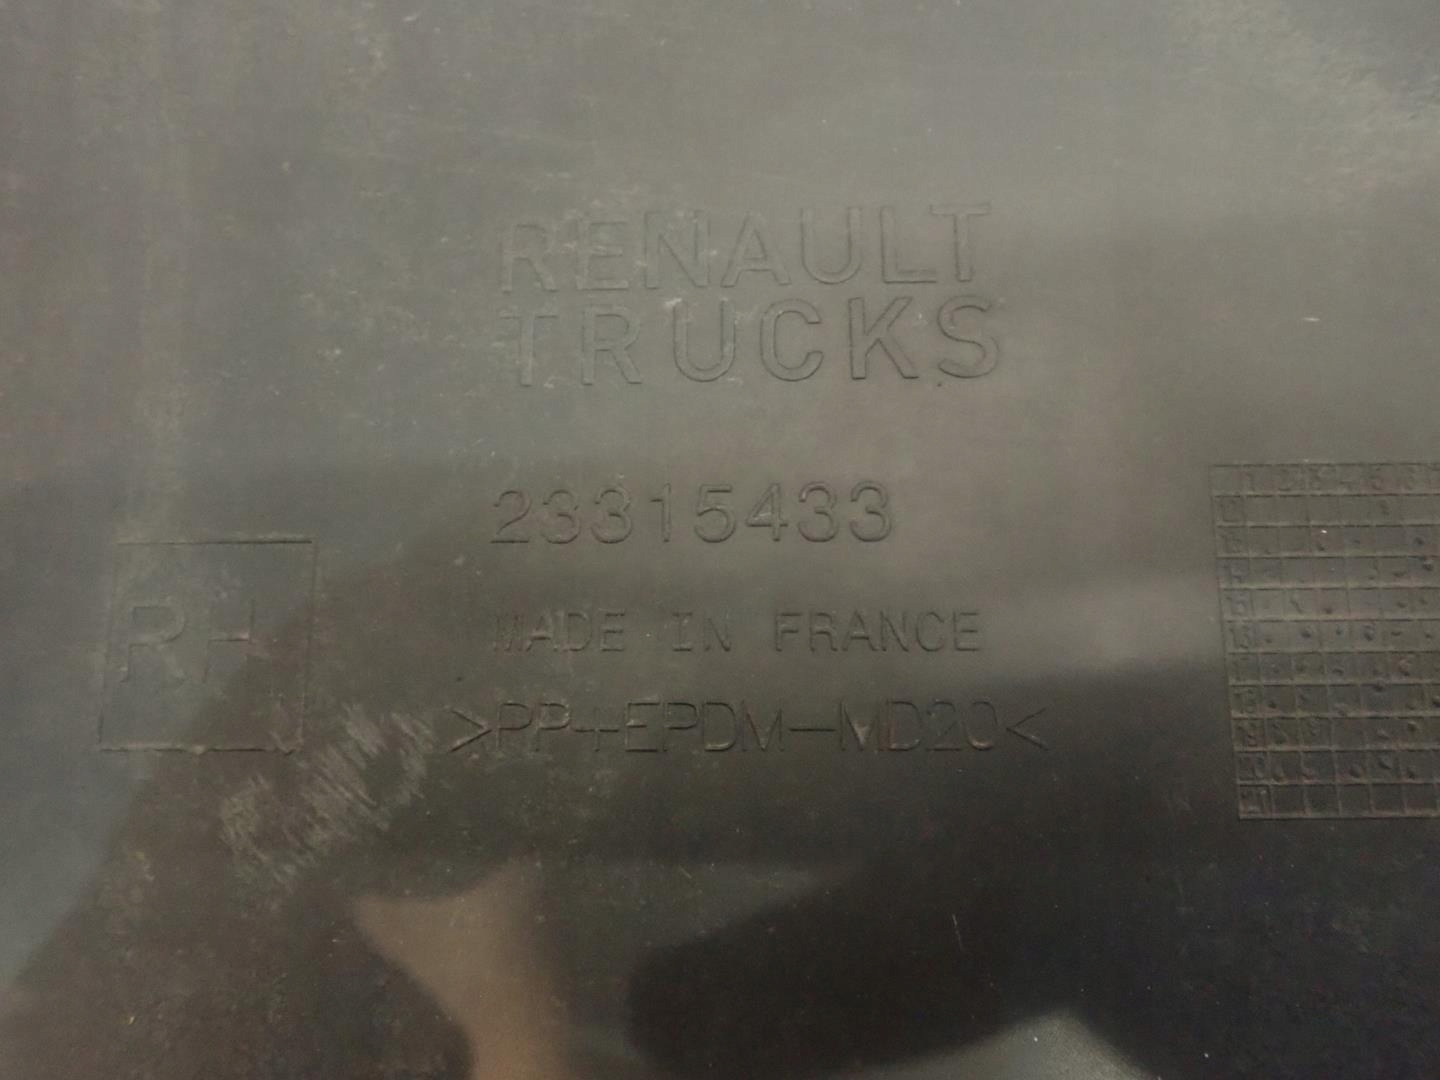 RENAULT
TRUCKS
23315433
RH
MADE IN FRANCE
>PP+EPDM-MD20<